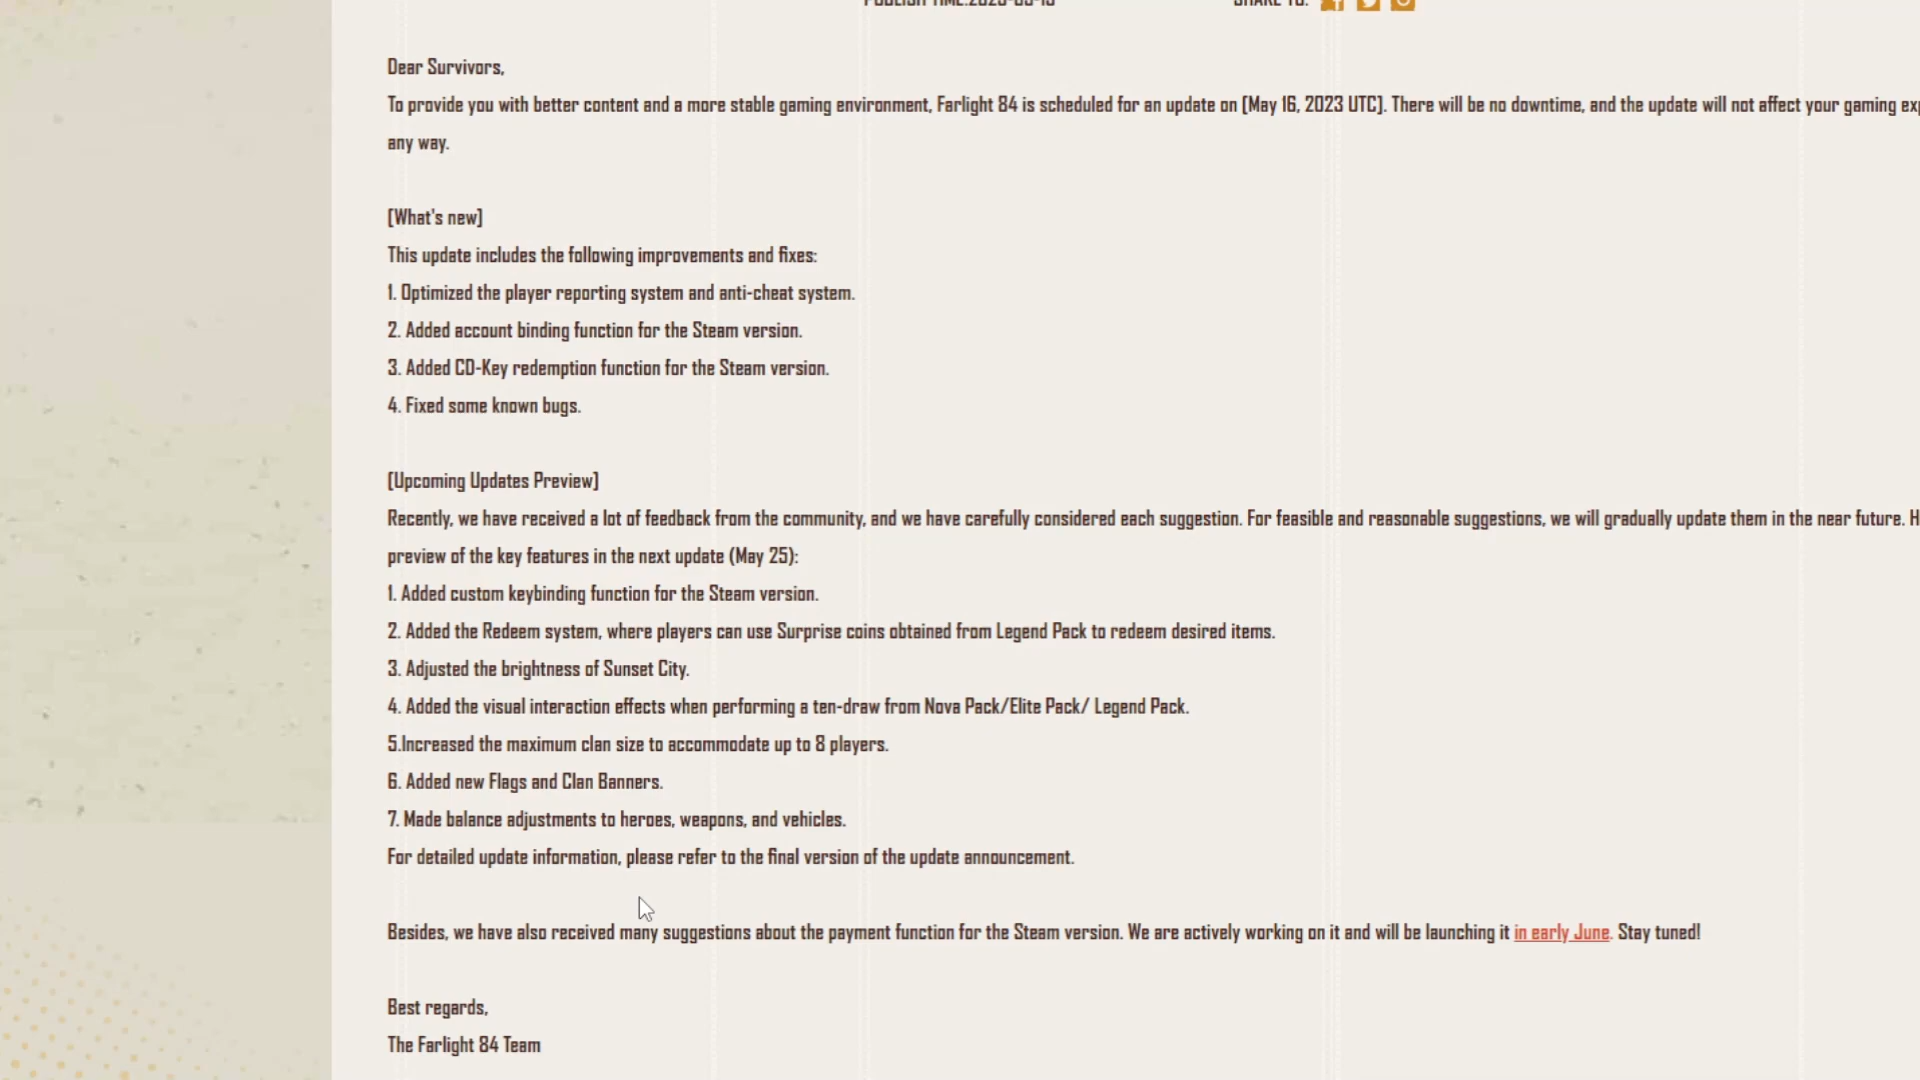 Dear Survivors,
To provide you with better content and a more stable gaming environment, Farlight 84 is scheduled for an update on [May 16, 2023 UTC]. There will be no downtime, and the update will not affect your gaming
any way.
[What's new]
This update includes the following improvements and fixes:
1. Optimized the player reporting system and anti-cheat system.
2. Added account binding function for the Steam version.
3. Added CD-Key redemption function for the Steam version.
4. Fixed some known bugs.
[Upcoming Updates Preview]
Recently, we have received a lot of feedback from the community, and we have carefully considered each suggestion. For feasible and reasonable suggestions, we will gradually update them in the near future.
preview of the key features in the next update (May 25):
1. Added custom keybinding function for the Steam version.
2. Added the Redeem system, where players can use Surprise coins obtained from Legend Pack to redeem desired items.
3. Adjusted the brightness of Sunset City.
4. Added the visual interaction effects when performing a ten-draw from Nova Pack/Elite Pack/ Legend Pack.
5.Increased the maximum clan size to accommodate up to 8 players.
6. Added new Flags and Clan Banners.
7. Made balance adjustments to heroes, weapons, and vehicles.
For detailed update information, please refer to the final version of the update announcement.
Besides, we have also received many suggestions about the payment function for the Steam version. We are actively working on it and will be launching it in early June. Stay tuned!
Best regards,
The Farlight 84 Team